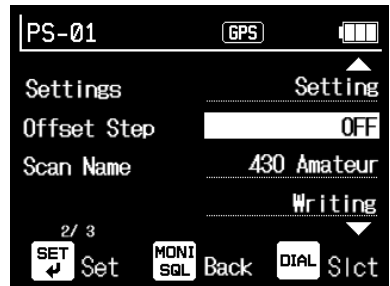 PS-01 GPS
Settings Setting
Offset Step OFF
Scan Name 430 Amateur
Writing
2/ 3
SET Set MONI SQL Back DIAL Slct